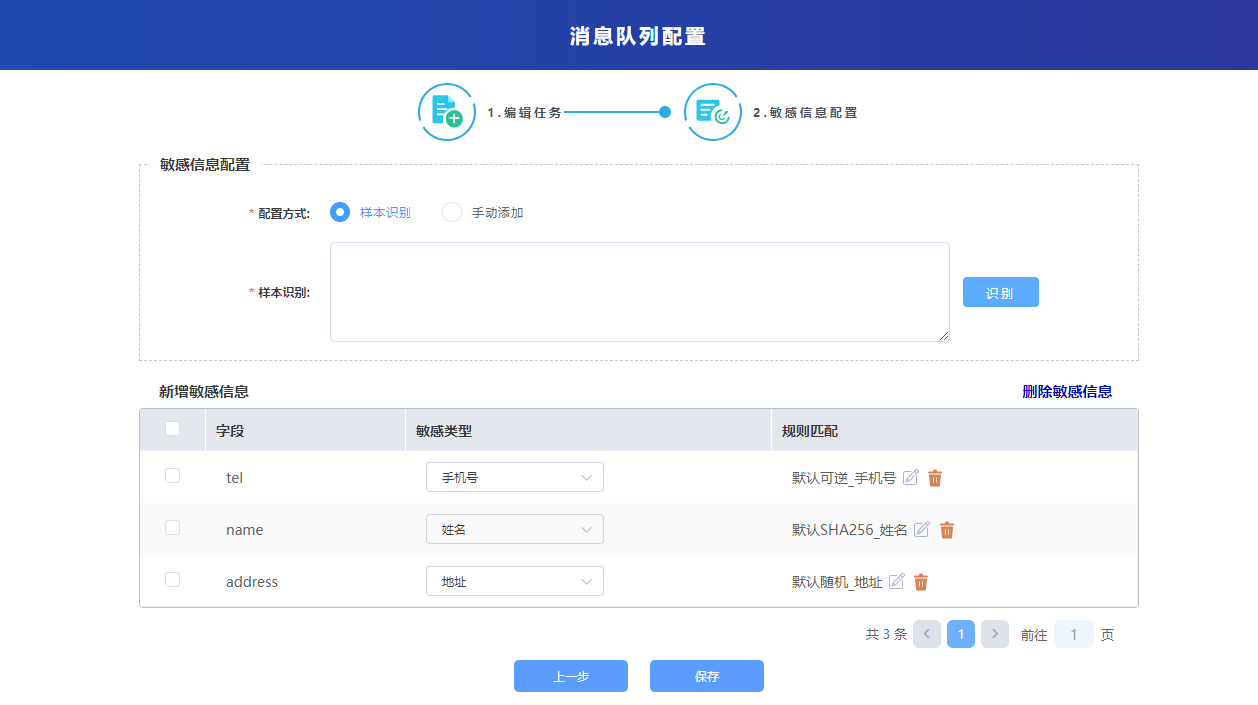 消息队列配置
1.编辑任务 2.敏感信息配置
敏感信息配置
* 配置方式: 样本识别 手动添加
* 样本识别: 识别
新增敏感信息 删除敏感信息
字段 敏感类型 规则匹配
tel 手机号 默认可逆_手机号
name 姓名 默认SHA256_姓名
address 地址 默认随机_地址
共 3 条 1 前往 1 页
上一步 保存